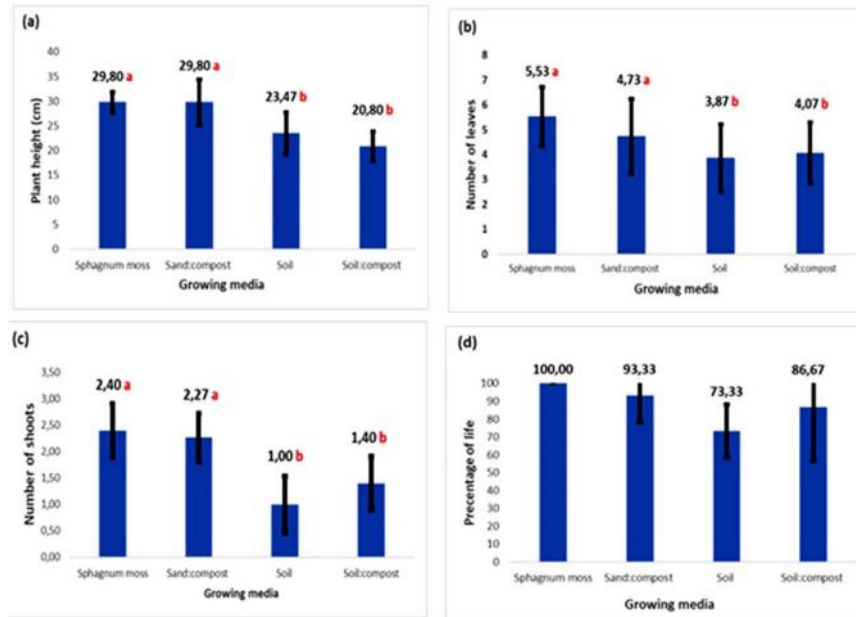 (a)
29,80 a
29,80 a
23,47 b
20,80 b
Plant height (cm)
40
35
30
25
20
15
10
5
0
Sphagnum moss Sand:compost Soil Soil:compost
Growing media
(b)
5,53 a
4,73 a
3,87 b
4,07 b
Number of leaves
8
7
6
5
4
3
2
1
0
Sphagnum moss Sand:compost Soil Soil:compost
Growing media
(c)
2,40 a
2,27 a
1,00 b
1,40 b
Number of shoots
3,50
3,00
2,50
2,00
1,50
1,00
0,50
0,00
Sphagnum moss Sand:compost Soil Soil:compost
Growing media
(d)
100,00
93,33
73,33
86,67
Precentage of life
100
90
80
70
60
50
40
30
20
10
0
Sphagnum moss Sand:compost Soil Soil:compost
Growing media